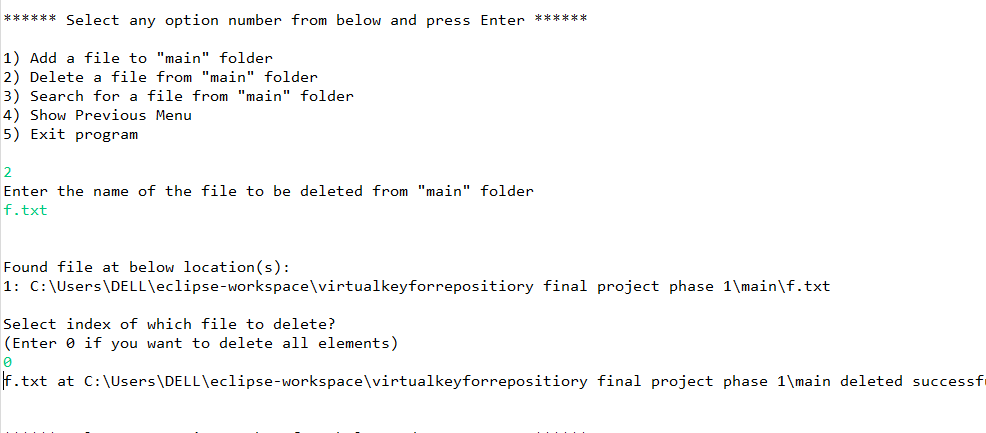 ****** Select any option number from below and press Enter ******
1) Add a file to "main" folder
2) Delete a file from "main" folder
3) Search for a file from "main" folder
4) Show Previous Menu
5) Exit program
2
Enter the name of the file to be deleted from "main" folder
f.txt
Found file at below location(s):
1: C:\Users\DELL\eclipse-workspace\virtualkeyforrepositiory final project phase 1\main\f.txt
Select index of which file to delete?
(Enter 0 if you want to delete all elements)
0
f.txt at C:\Users\DELL\eclipse-workspace\virtualkeyforrepositiory final project phase 1\main deleted